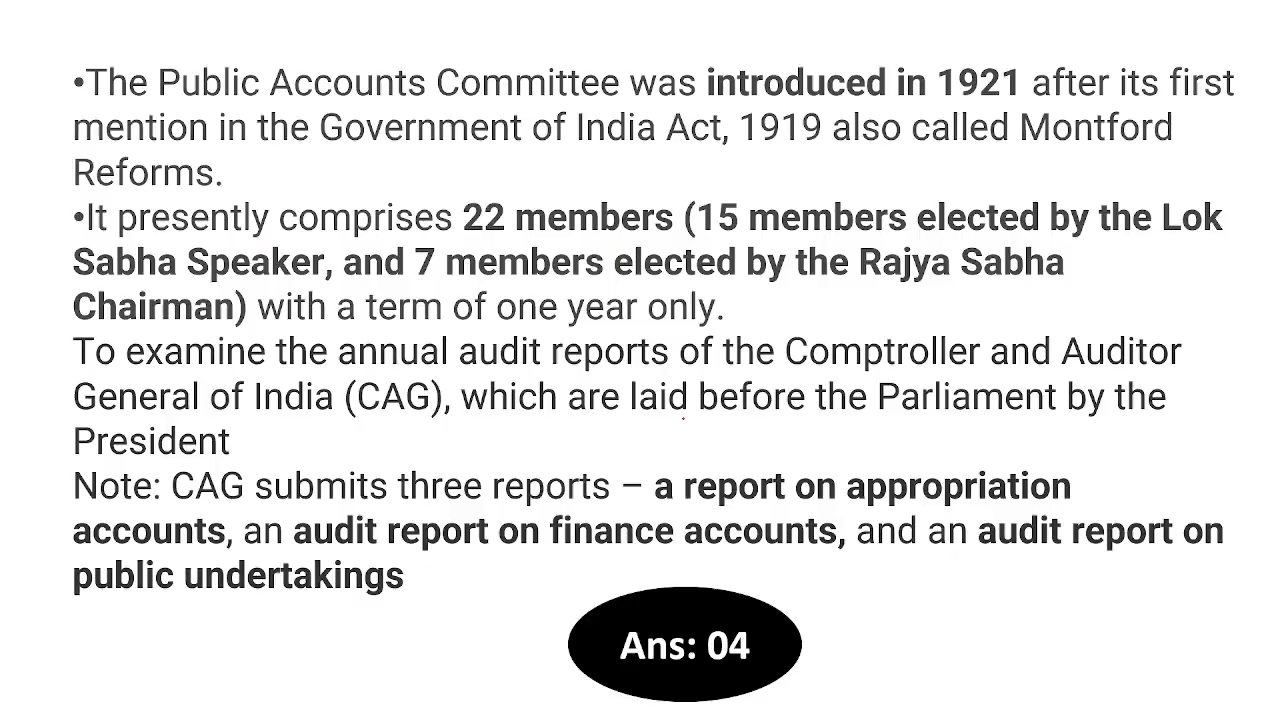 •The Public Accounts Committee was introduced in 1921 after its first
mention in the Government of India Act, 1919 also called Montford
Reforms.
•It presently comprises 22 members (15 members elected by the Lok
Sabha Speaker, and 7 members elected by the Rajya Sabha
Chairman) with a term of one year only.
To examine the annual audit reports of the Comptroller and Auditor
General of India (CAG), which are laid before the Parliament by the
President
Note: CAG submits three reports – a report on appropriation
accounts, an audit report on finance accounts, and an audit report on
public undertakings
Ans: 04